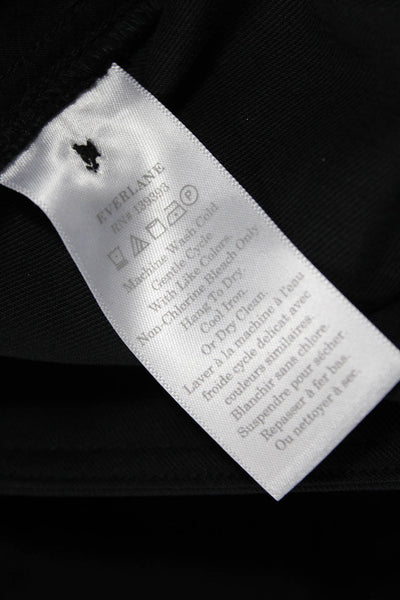 EVERLANE
RN# 139393
Machine Wash Cold
Gentle Cycle
With Like Colors.
Non-Chlorine Bleach Only
Hang To Dry.
Cool Iron.
Or Dry Clean.
Laver à la machine à l'eau
froide cycle delicat avec
couleurs similaires.
Blanchir sans chlore.
Suspendre pour sécher.
Repasser à fer bas.
Ou nettoyer à sec.